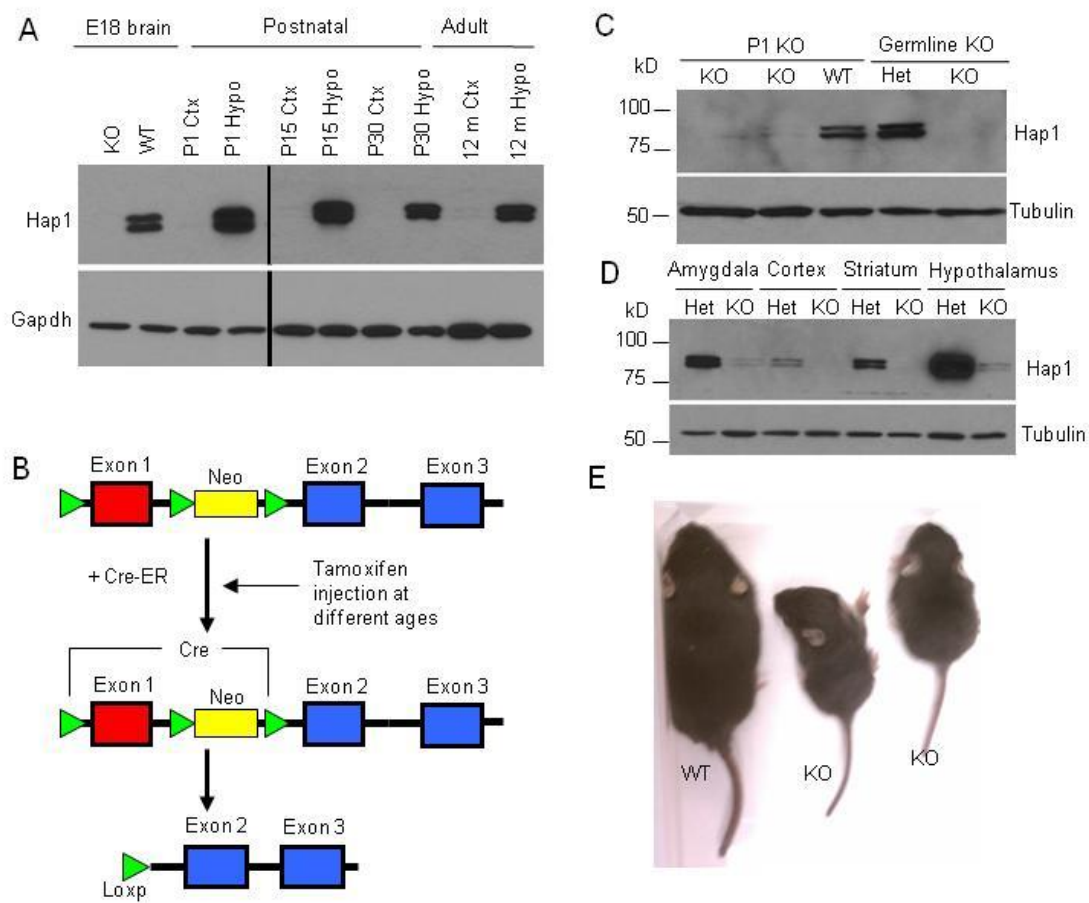 A
E18 brain
Postnatal
Adult
KO
WT
P1 Ctx
P1 Hypo
P15 Ctx
P15 Hypo
P30 Ctx
P30 Hypo
12 m Ctx
12 m Hypo
Hap1
Gapdh
B
Exon 1
Neo
Exon 2
Exon 3
+ Cre-ER
Tamoxifen
injection at
different ages
Cre
Exon 1
Neo
Exon 2
Exon 3
Exon 2
Exon 3
Loxp
C
P1 KO
Germline KO
kD
KO
KO
WT
Het
KO
100
75
Hap1
50
Tubulin
D
Amygdala
Cortex
Striatum
Hypothalamus
kD
Het
KO
Het
KO
Het
KO
Het
KO
100
75
Hap1
50
Tubulin
E
WT
KO
KO